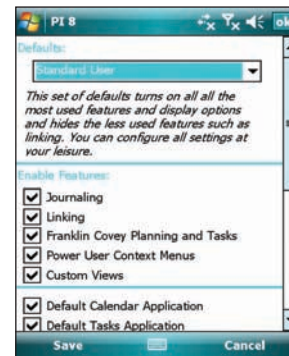 PI 8
ok
Defaults:
Standard User
This set of defaults turns on all all the
most used features and display options
and hides the less used features such as
linking. You can configure all settings at
your leisure.
Enable Features:
Journaling
Linking
Franklin Covey Planning and Tasks
Power User Context Menus
Custom Views
Default Calendar Application
Default Tasks Application
Save
Cancel